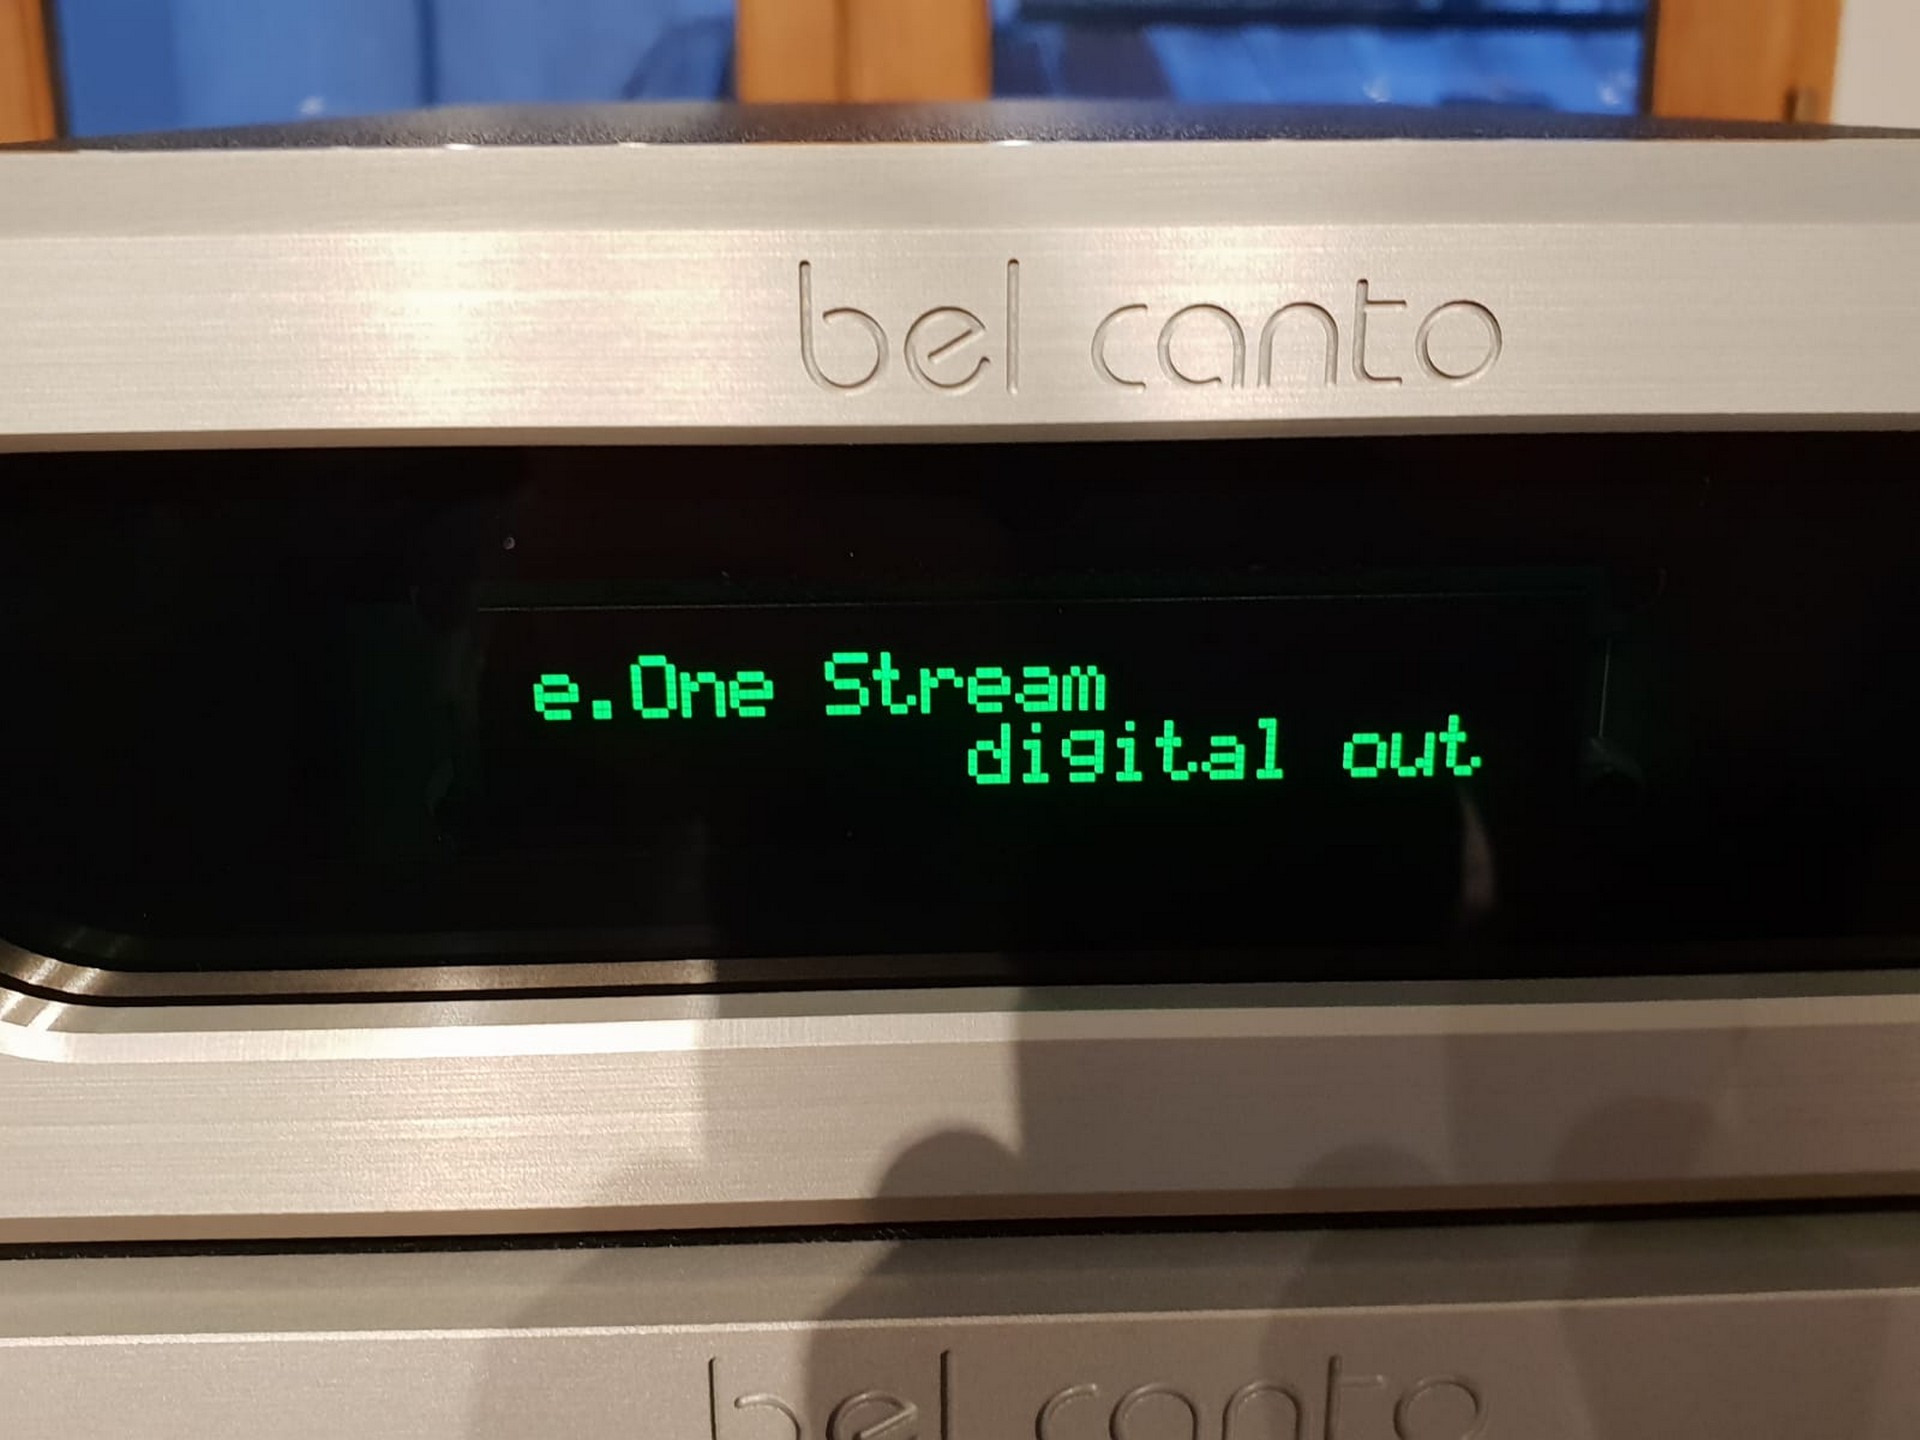 bel canto
e.One Stream
digital out
bel canto